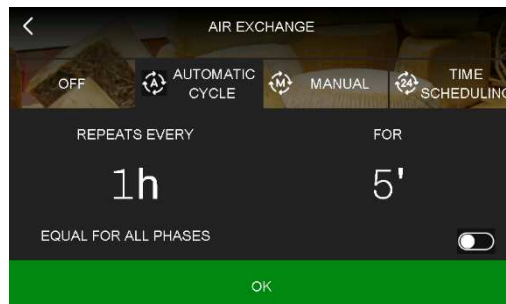 AIR EXCHANGE
OFF
AUTOMATIC
CYCLE
MANUAL
TIME
SCHEDULING
REPEATS EVERY
FOR
1h
5'
EQUAL FOR ALL PHASES
OK